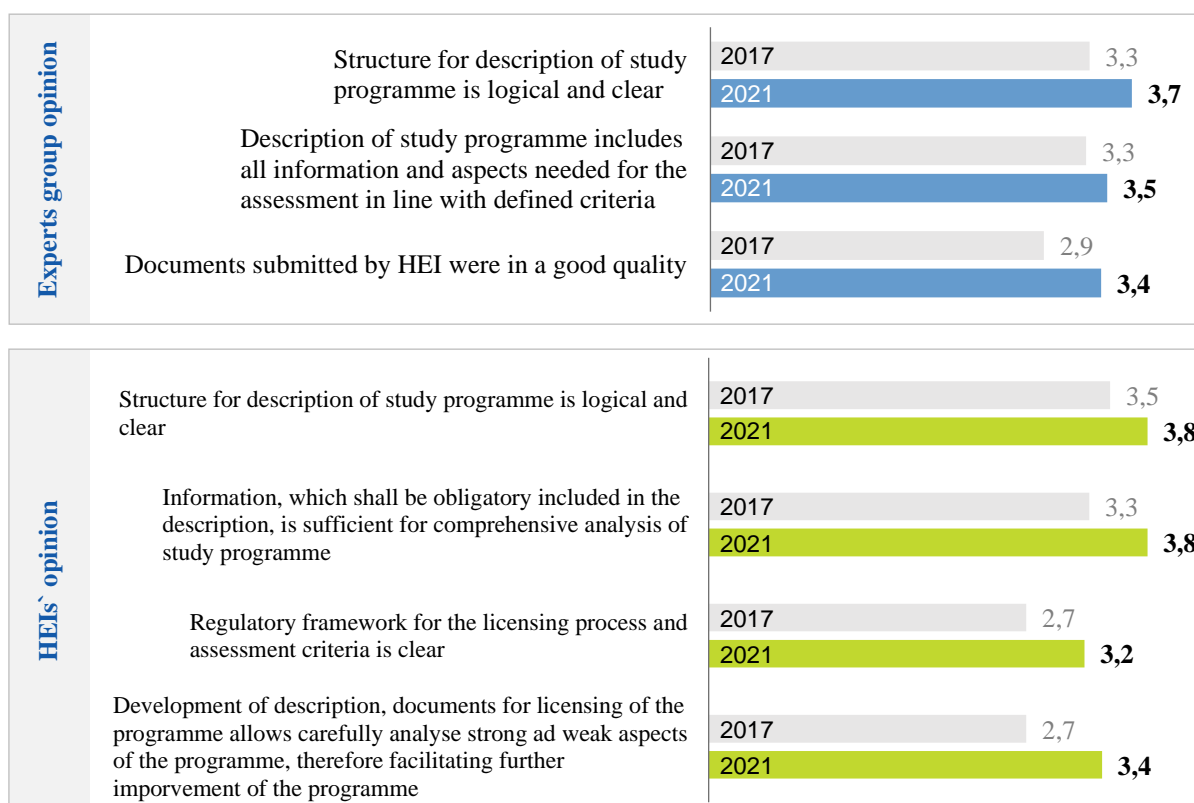 Experts group opinion
Structure for description of study
programme is logical and clear
2017
3,3
2021
3,7
Description of study programme includes
all information and aspects needed for the
assessment in line with defined criteria
2017
3,3
2021
3,5
Documents submitted by HEI were in a good quality
2017
2,9
2021
3,4
HEIs` opinion
Structure for description of study programme is logical and
clear
2017
3,5
2021
3,8
Information, which shall be obligatory included in the
description, is sufficient for comprehensive analysis of
study programme
2017
3,3
2021
3,8
Regulatory framework for the licensing process and
assessment criteria is clear
2017
2,7
2021
3,2
Development of description, documents for licensing of the
programme allows carefully analyse strong ad weak aspects
of the programme, therefore facilitating further
imporvement of the programme
2017
2,7
2021
3,4